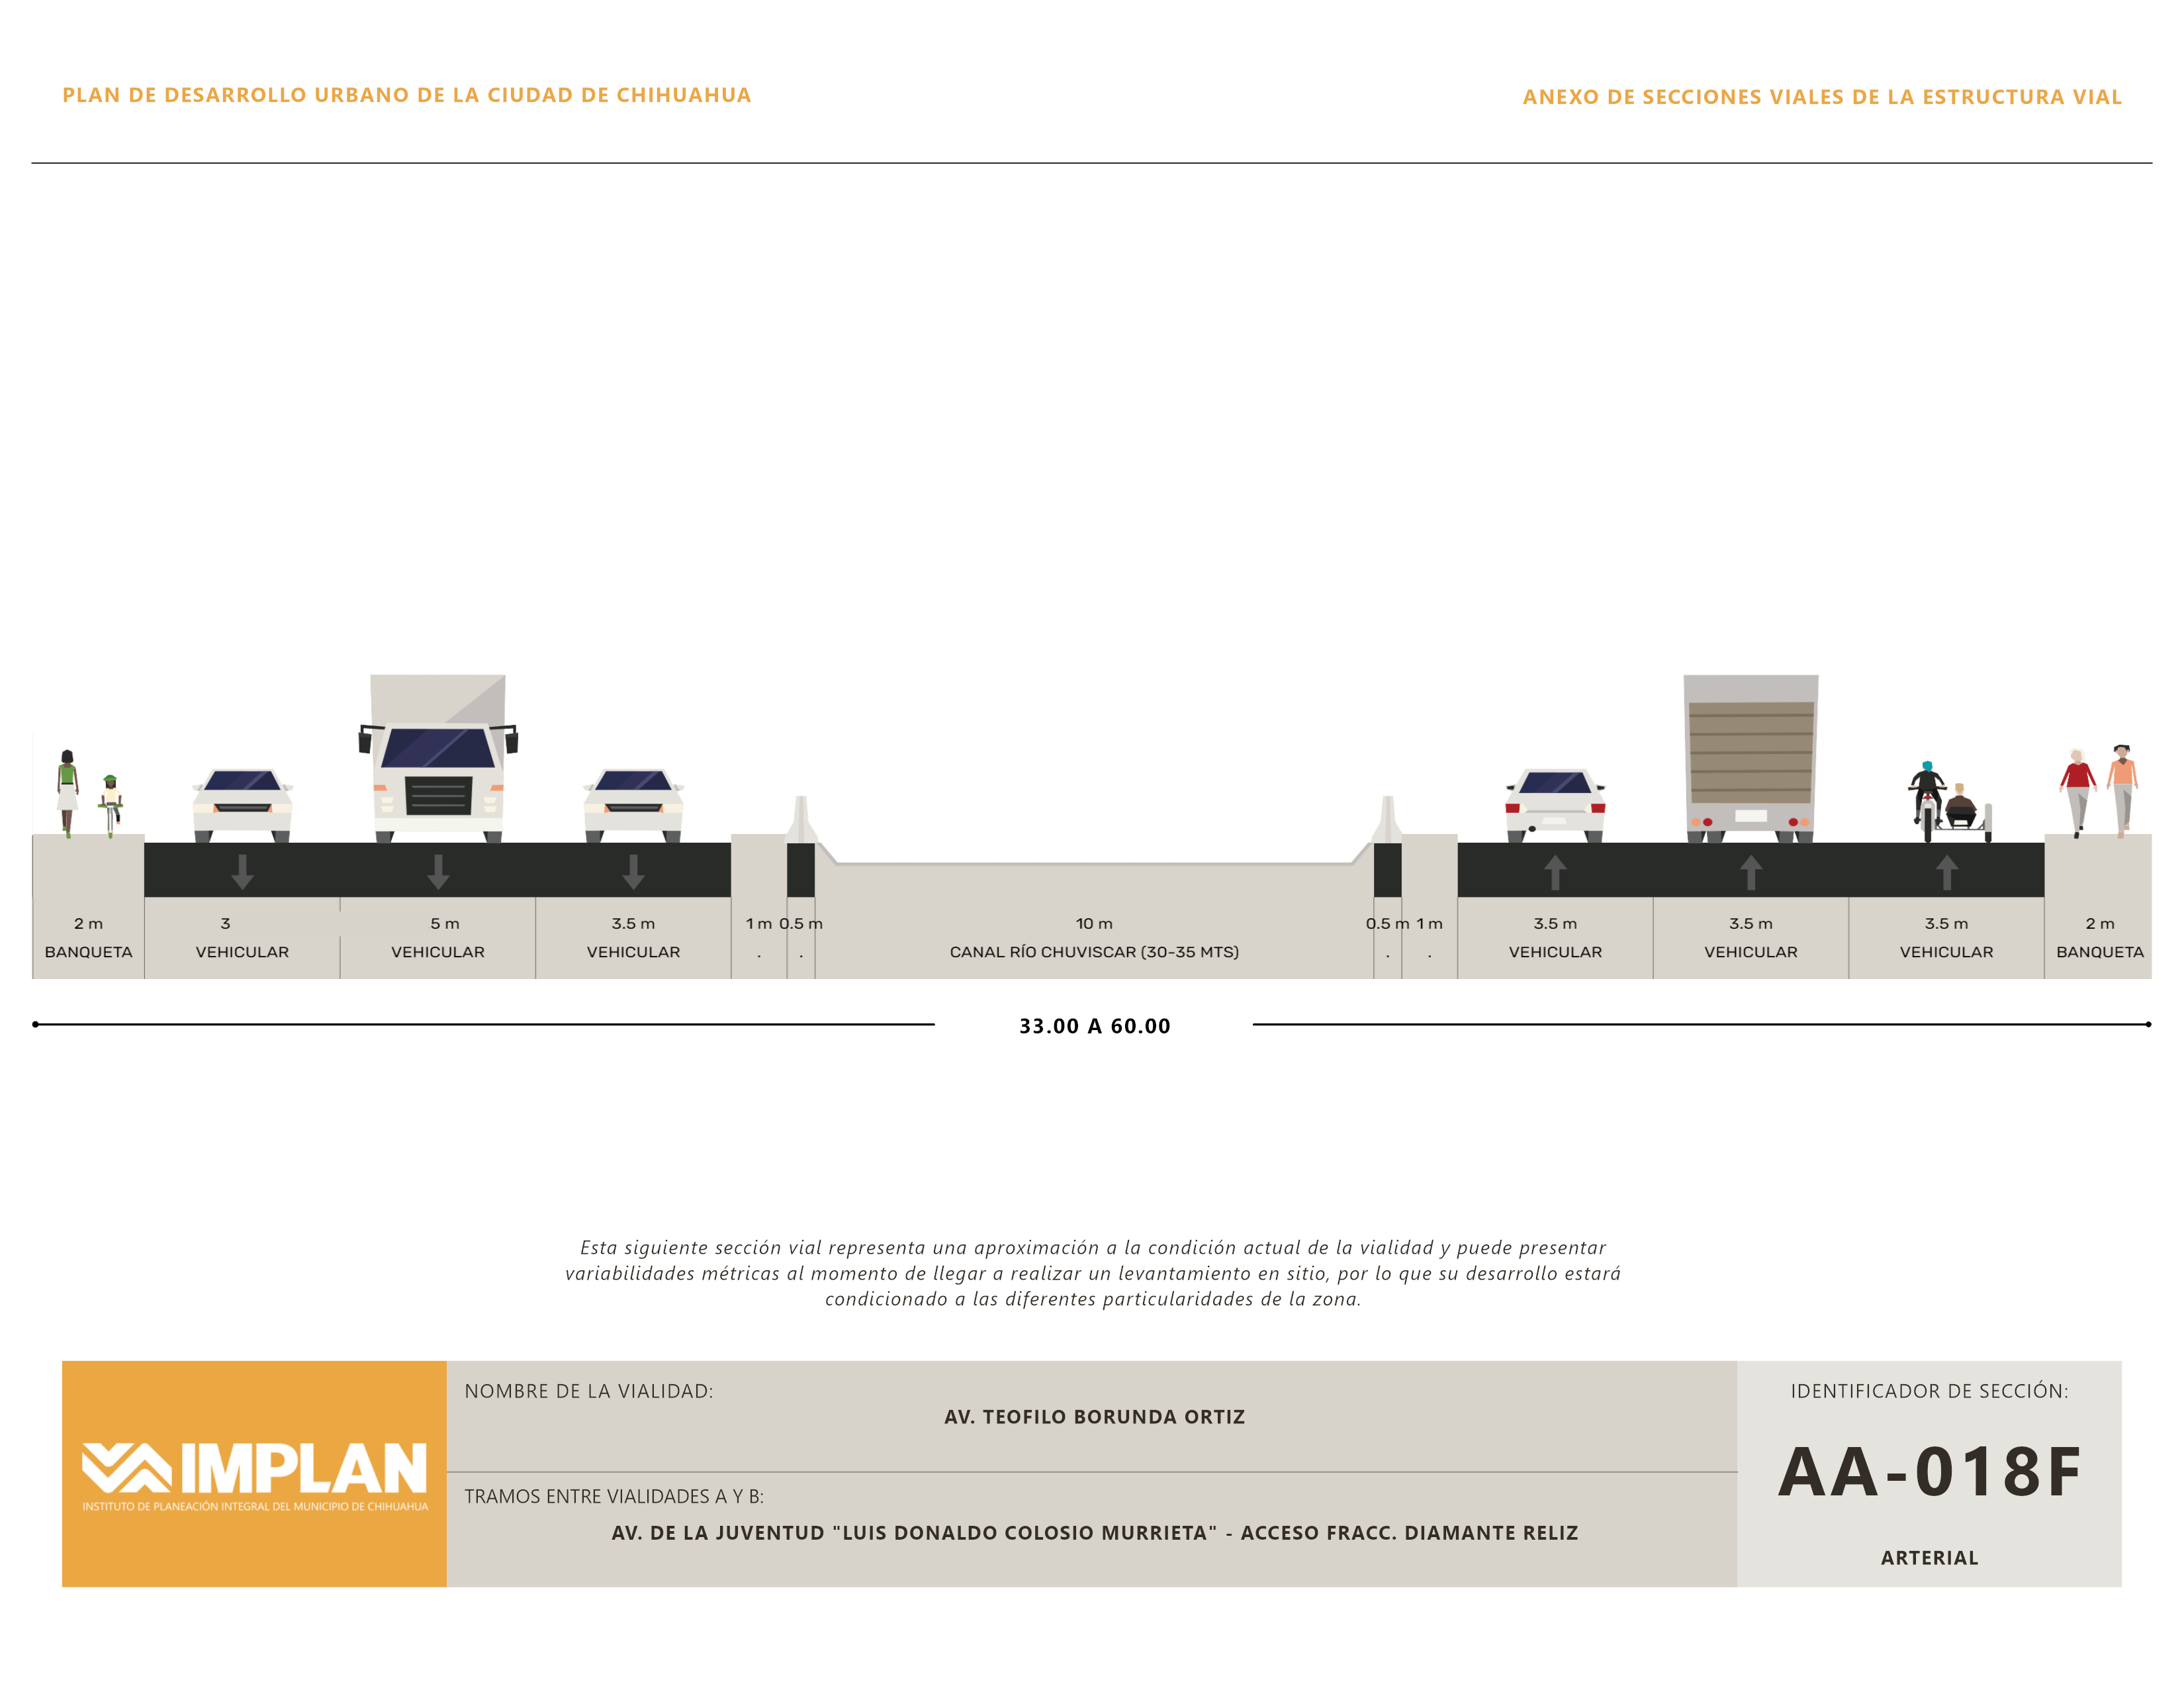 PLAN DE DESARROLLO URBANO DE LA CIUDAD DE CHIHUAHUA
ANEXO DE SECCIONES VIALES DE LA ESTRUCTURA VIAL
2 m 3 5 m 3.5 m 1 m 0.5 m 10 m 0.5 m 1 m 3.5 m 3.5 m 3.5 m 2 m
BANQUETA VEHICULAR VEHICULAR VEHICULAR . . CANAL RÍO CHUVISCAR (30-35 MTS) . . VEHICULAR VEHICULAR VEHICULAR BANQUETA
33.00 A 60.00
Esta siguiente sección vial representa una aproximación a la condición actual de la vialidad y puede presentar
variabilidades métricas al momento de llegar a realizar un levantamiento en sitio, por lo que su desarrollo estará
condicionado a las diferentes particularidades de la zona.
IMPLAN
INSTITUTO DE PLANEACIÓN INTEGRAL DEL MUNICIPIO DE CHIHUAHUA
NOMBRE DE LA VIALIDAD:
AV. TEOFILO BORUNDA ORTIZ
TRAMOS ENTRE VIALIDADES A Y B:
AV. DE LA JUVENTUD "LUIS DONALDO COLOSIO MURRIETA" - ACCESO FRACC. DIAMANTE RELIZ
IDENTIFICADOR DE SECCIÓN:
AA-018F
ARTERIAL